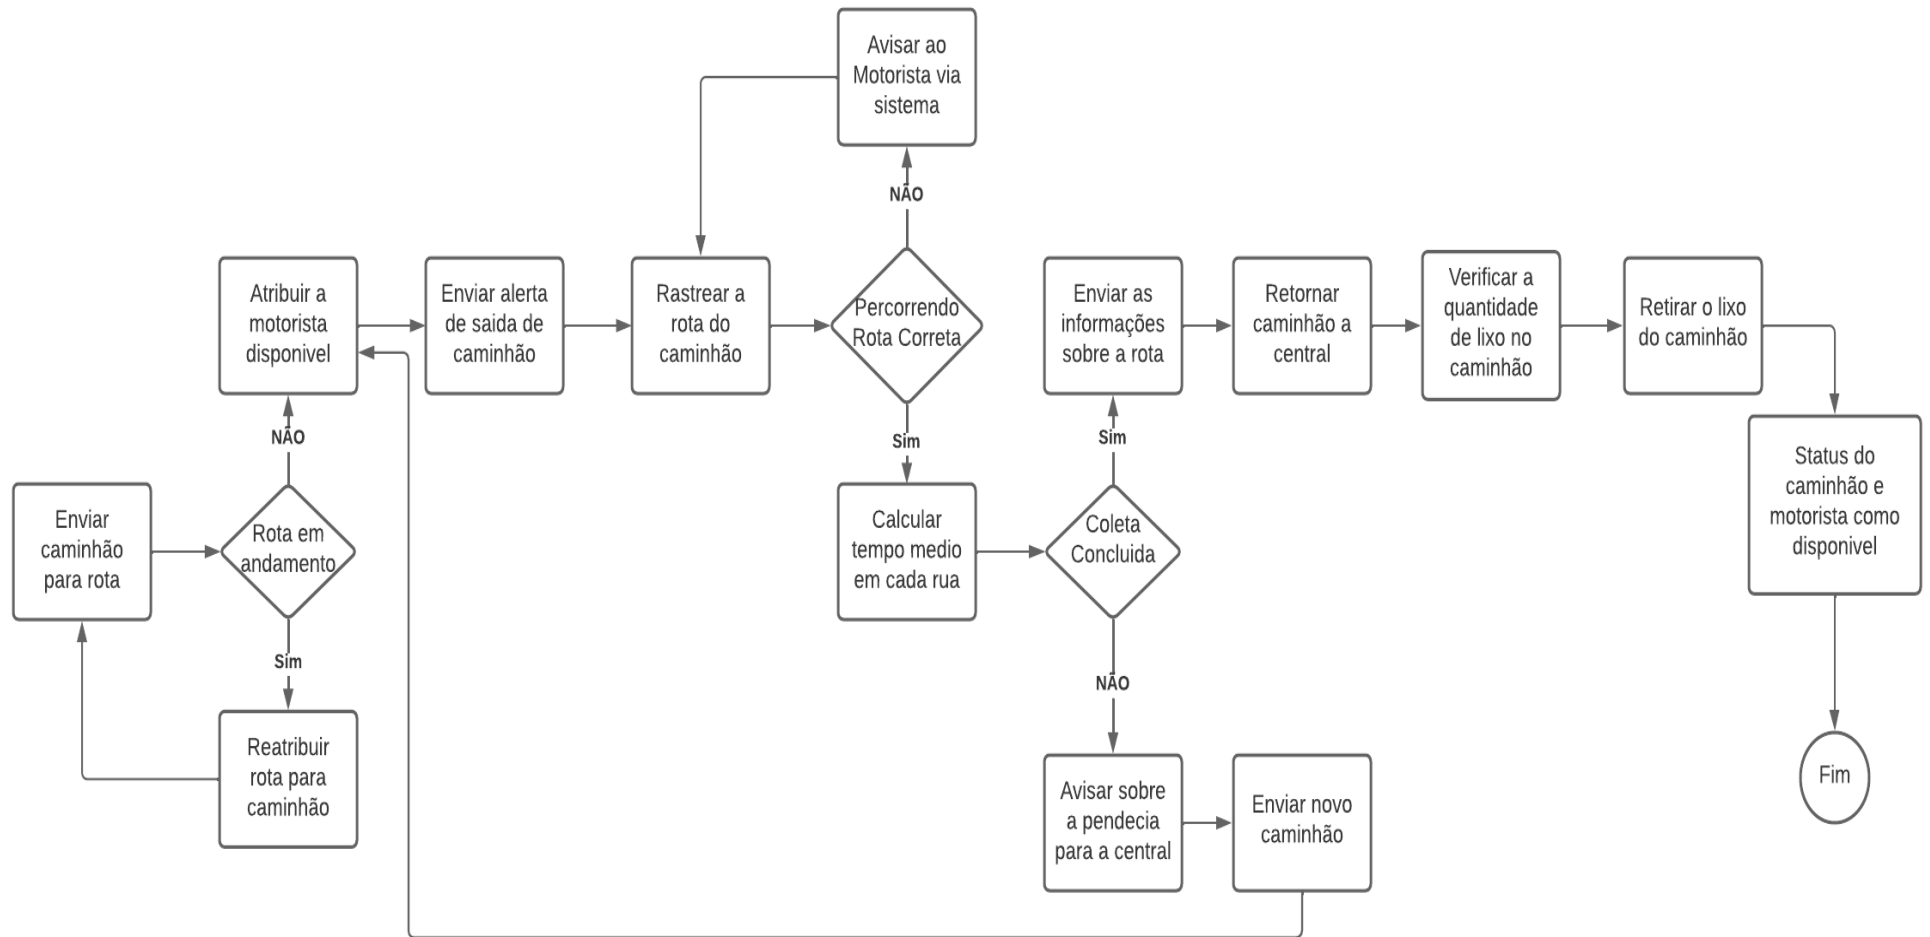 Avisar ao
Motorista via
sistema
NÃO
Atribuir a
motorista
disponivel
Enviar alerta
de saida de
caminhão
Rastrear a
rota do
caminhão
Percorrendo
Rota Correta
Enviar as
informações
sobre a rota
Retornar
caminhão a
central
Verificar a
quantidade
de lixo no
caminhão
Retirar o lixo
do caminhão
NÃO
Sim
Sim
Enviar
caminhão
para rota
Rota em
andamento
Calcular
tempo medio
em cada rua
Coleta
Concluida
Status do
caminhão e
motorista como
disponivel
Sim
NÃO
Reatribuir
rota para
caminhão
Avisar sobre
a pendecia
para a central
Enviar novo
caminhão
Fim